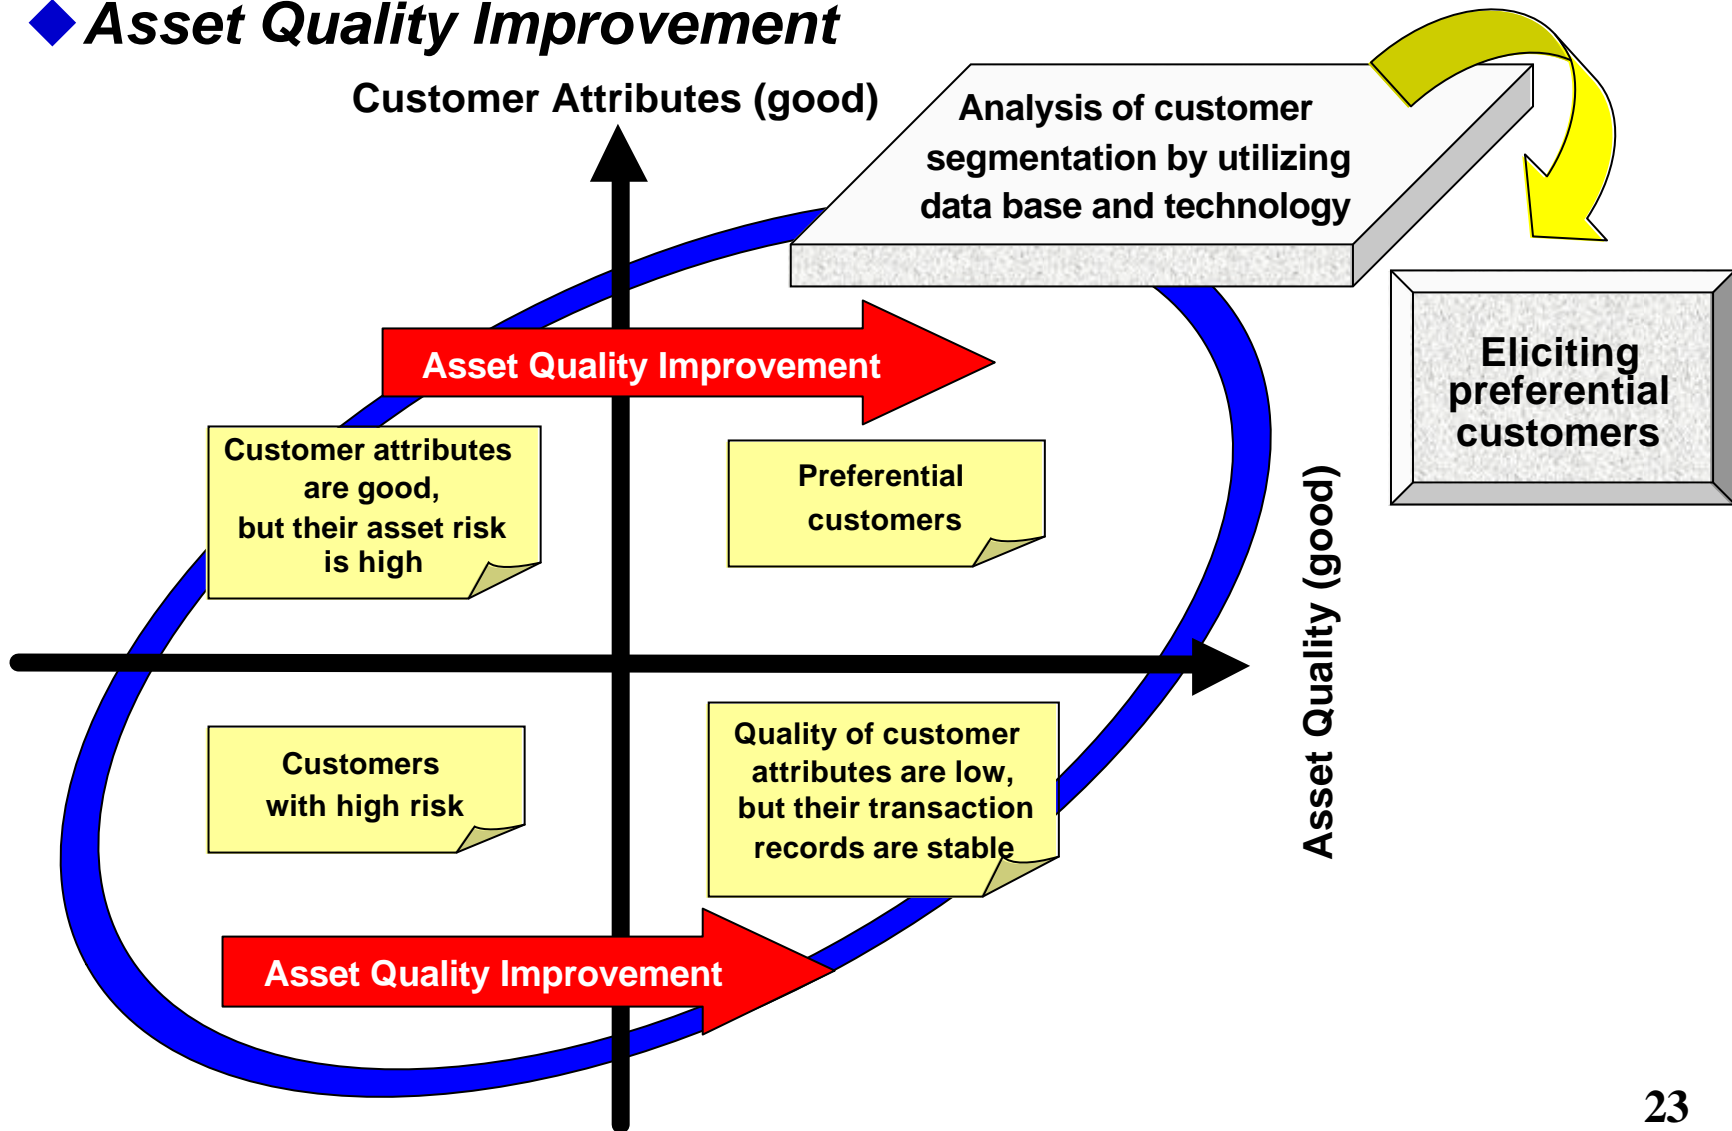 Asset Quality Improvement
Customer Attributes (good)
Analysis of customer
segmentation by utilizing
data base and technology
Eliciting
preferential
customers
Asset Quality Improvement
Customer attributes
are good,
but their asset risk
is high
Preferential
customers
Asset Quality (good)
Customers
with high risk
Quality of customer
attributes are low,
but their transaction
records are stable
Asset Quality Improvement
23